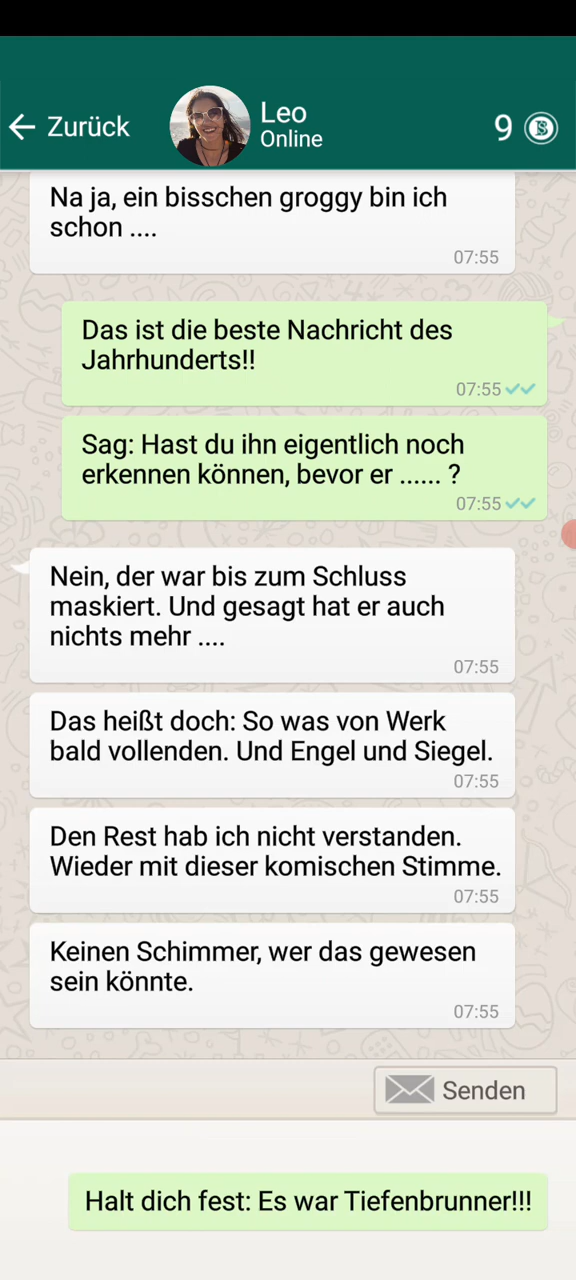 Zurück
Leo
Online
9
Na ja, ein bisschen groggy bin ich
schon ....
07:55
Das ist die beste Nachricht des
Jahrhunderts!!
07:55
Sag: Hast du ihn eigentlich noch
erkennen können, bevor er ...... ?
07:55
Nein, der war bis zum Schluss
maskiert. Und gesagt hat er auch
nichts mehr ....
07:55
Das heißt doch: So was von Werk
bald vollenden. Und Engel und Siegel.
07:55
Den Rest hab ich nicht verstanden.
Wieder mit dieser komischen Stimme.
07:55
Keinen Schimmer, wer das gewesen
sein könnte.
07:55
Senden
Halt dich fest: Es war Tiefenbrunner!!!